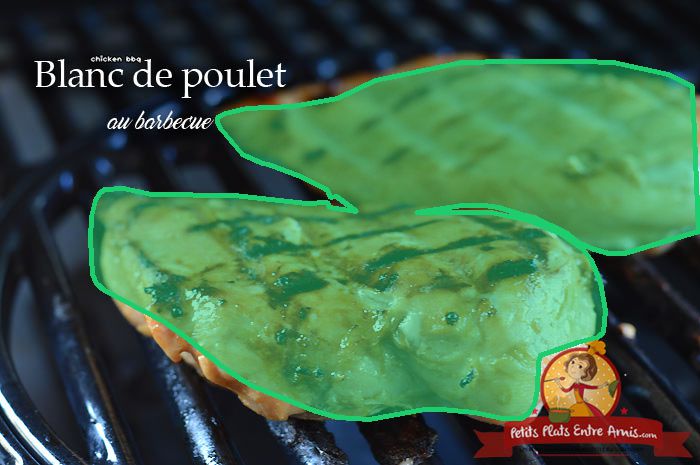 chicken bbq
Blanc de poulet
au barbecue
Petits Plats Entre Amis.com